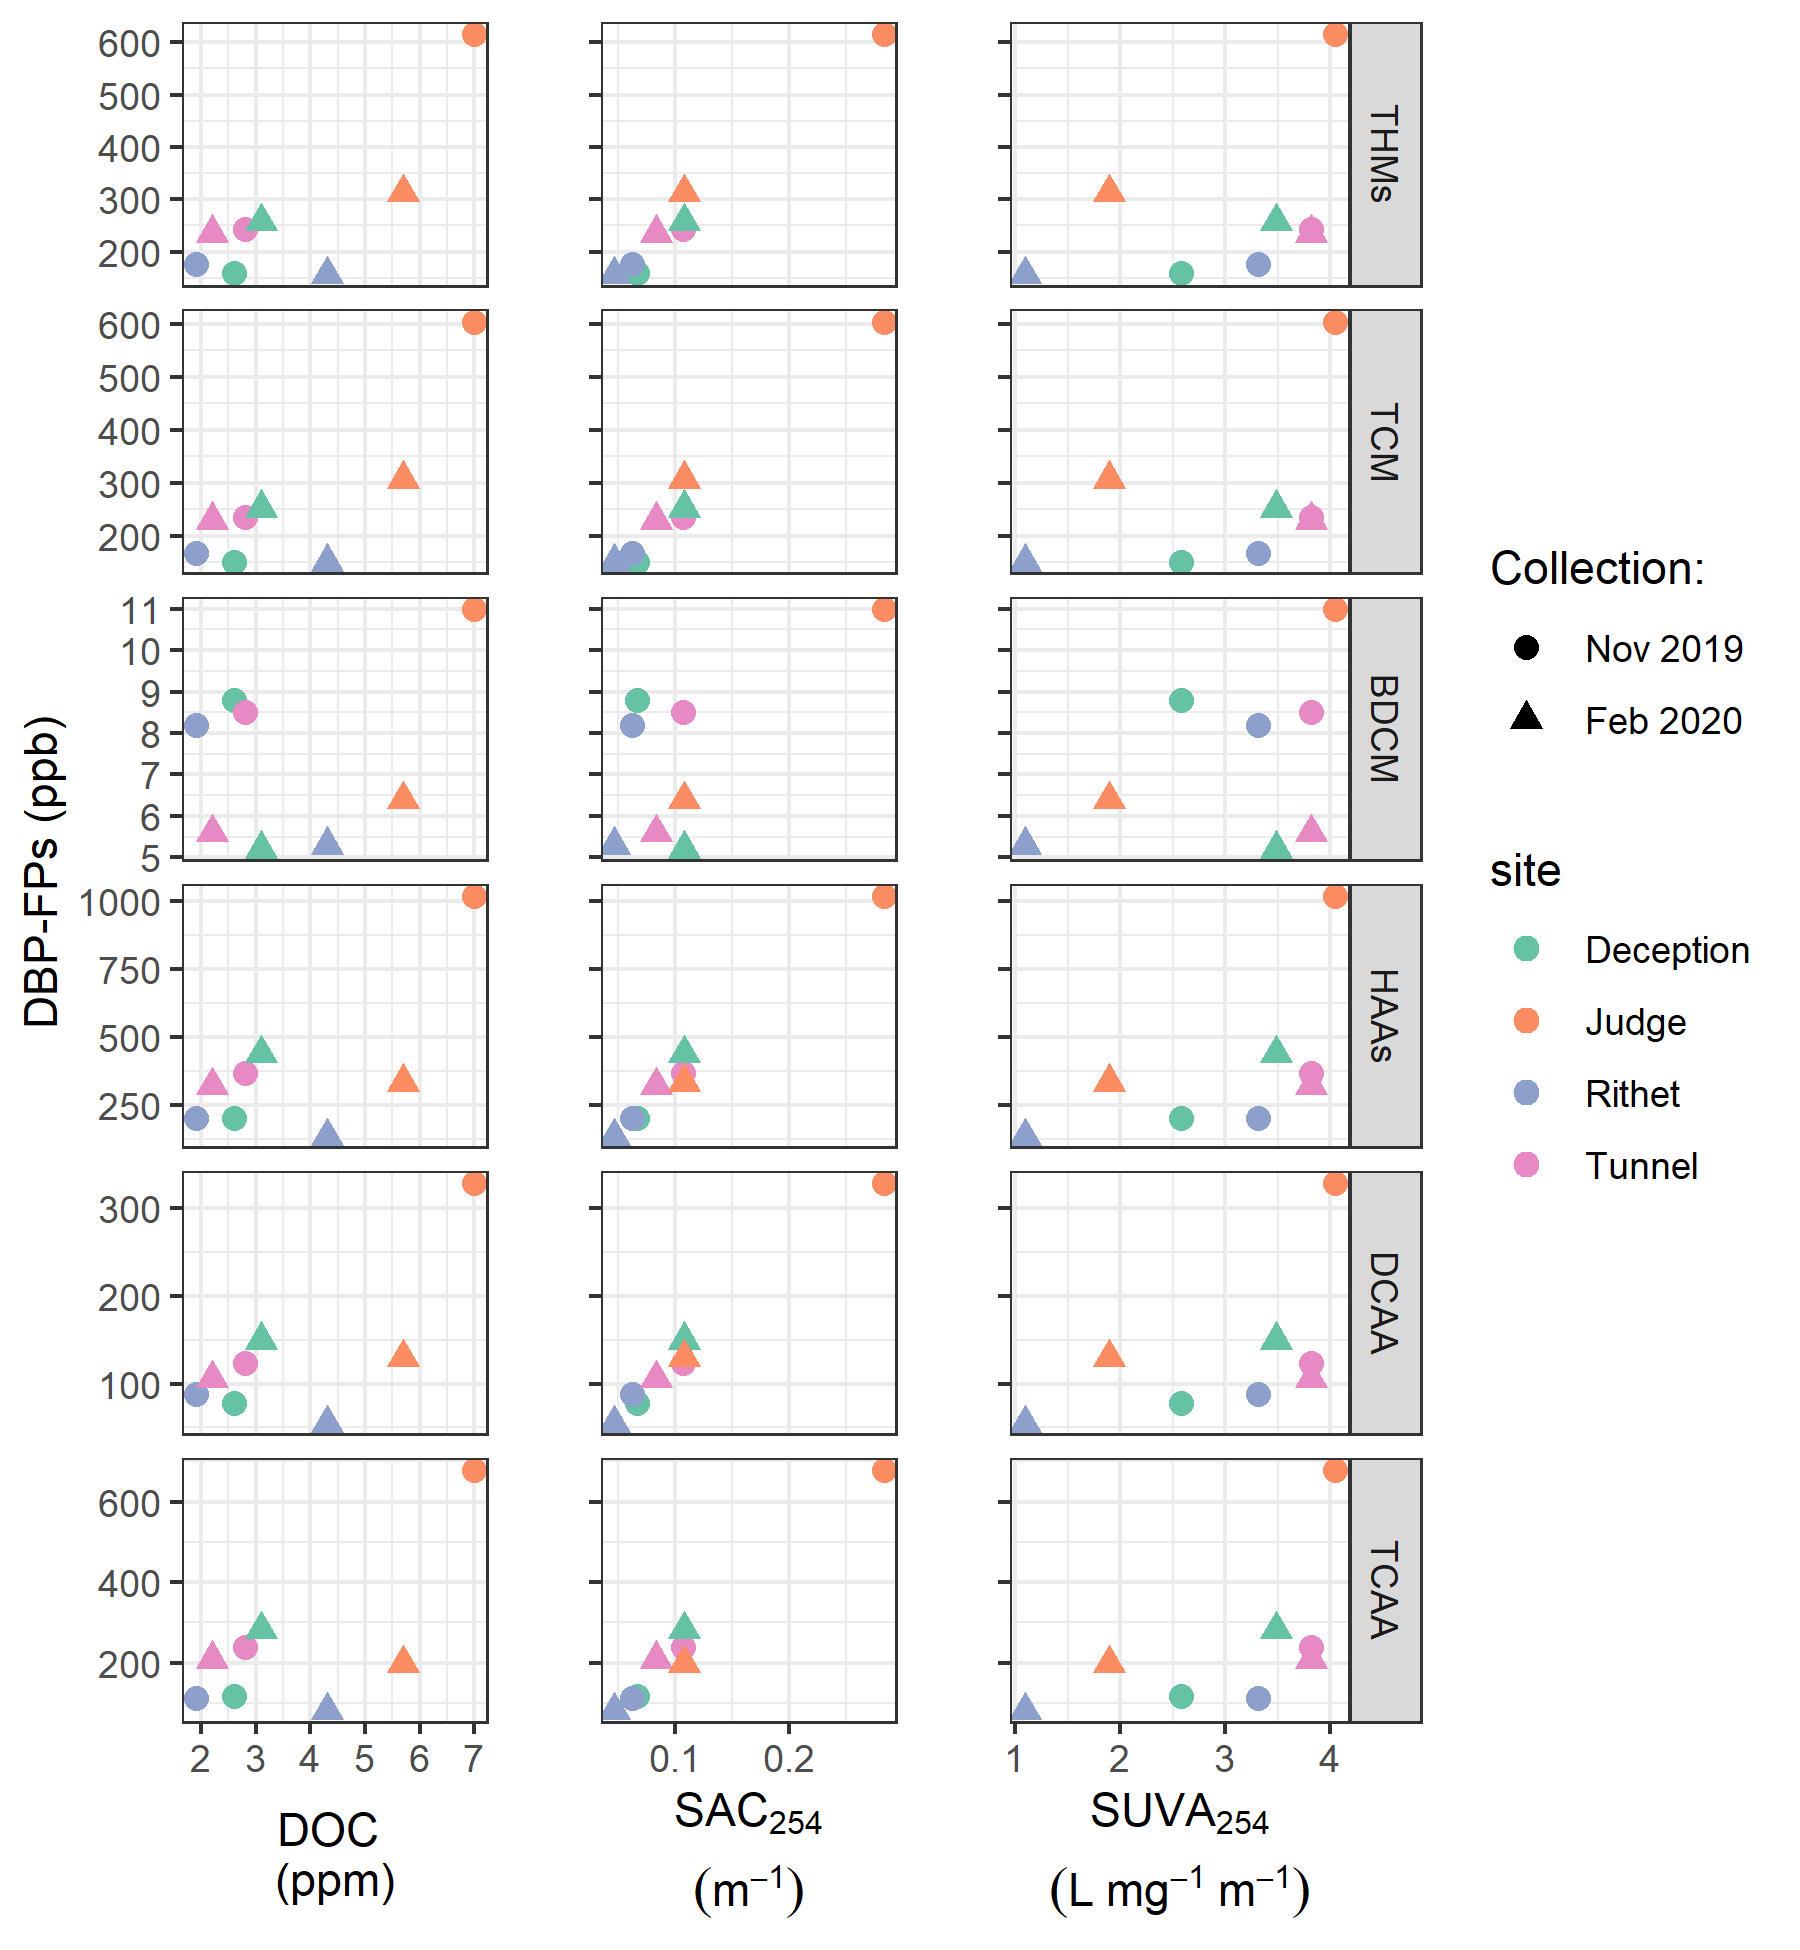 600
500
400
300
200
THMs
600
500
400
300
200
TCM
11
10
9
8
7
6
5
BDCM
1000
750
500
250
HAAs
300
200
100
DCAA
600
400
200
TCAA
DBP-FPs (ppb)
2 3 4 5 6 7
0.1 0.2
1 2 3 4
DOC
(ppm)
SAC₂₅₄
(m⁻¹)
SUVA₂₅₄
(L mg⁻¹ m⁻¹)
Collection:
Nov 2019
Feb 2020
site
Deception
Judge
Rithet
Tunnel